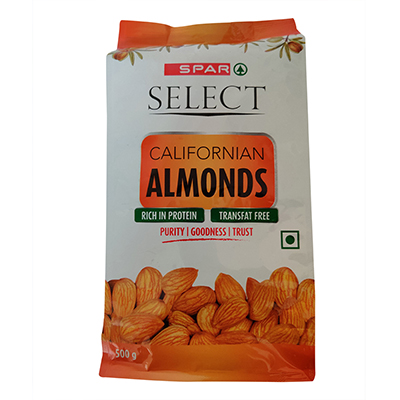 SPAR
SELECT
CALIFORNIAN
ALMONDS
RICH IN PROTEIN TRANSFAT FREE
PURITY | GOODNESS | TRUST
500 g